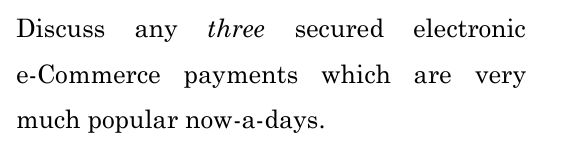 Discuss any three secured electronic
e-Commerce payments which are very
much popular now-a-days.